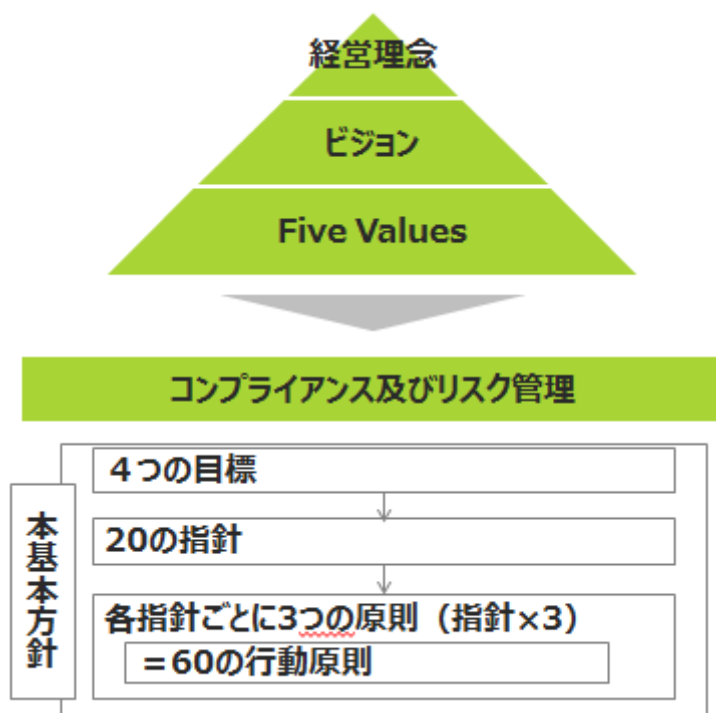 経営理念
ビジョン
Five Values
コンプライアンス及びリスク管理
本基本方針
４つの目標
20の指針
各指針ごとに3つの原則（指針×3）
＝60の行動原則